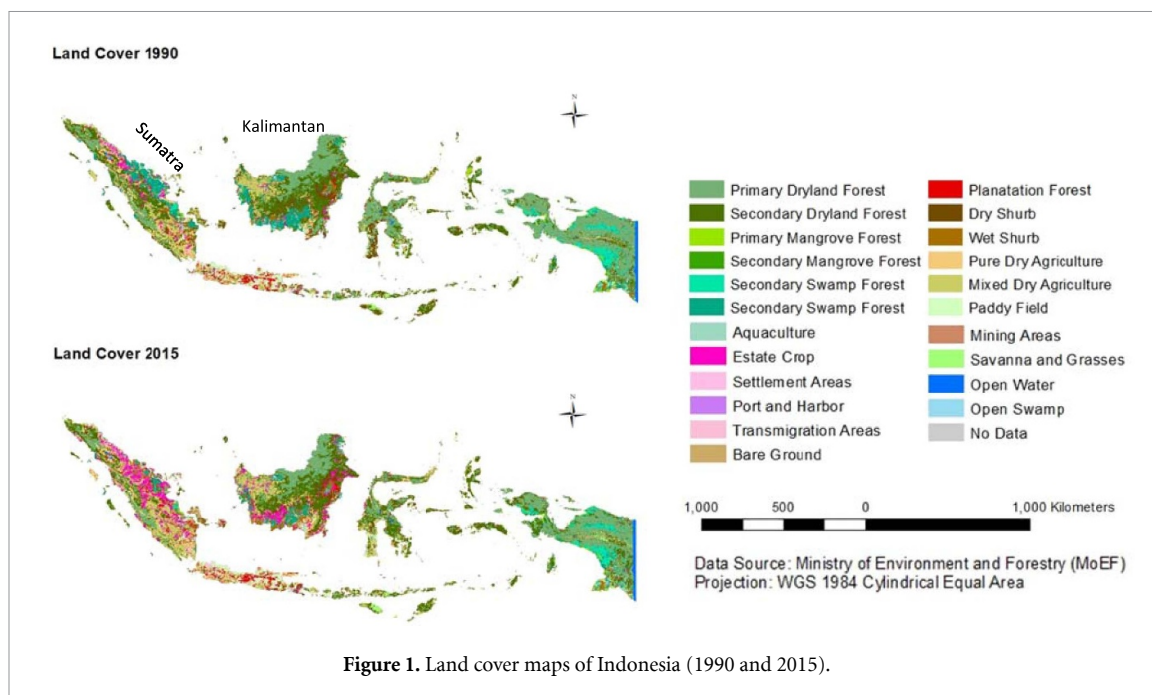 Land Cover 1990
N
Sumatra
Kalimantan
Land Cover 2015
N
Primary Dryland Forest
Secondary Dryland Forest
Primary Mangrove Forest
Secondary Mangrove Forest
Secondary Swamp Forest
Secondary Swamp Forest
Aquaculture
Estate Crop
Settlement Areas
Port and Harbor
Transmigration Areas
Bare Ground
Planatation Forest
Dry Shurb
Wet Shurb
Pure Dry Agriculture
Mixed Dry Agriculture
Paddy Field
Mining Areas
Savanna and Grasses
Open Water
Open Swamp
No Data
1,000 500 0 1,000 Kilometers
Data Source: Ministry of Environment and Forestry (MoEF)
Projection: WGS 1984 Cylindrical Equal Area
Figure 1. Land cover maps of Indonesia (1990 and 2015).